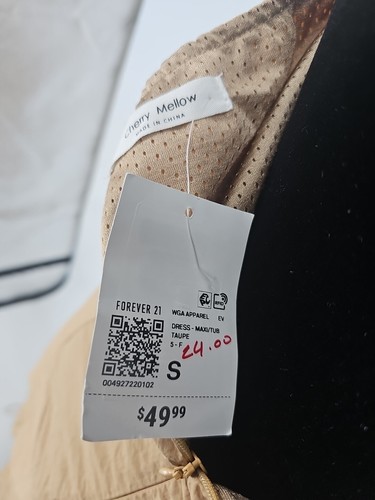 Cherry Mellow
MADE IN CHINA
FOREVER 21
WGA APPAREL EV
DRESS - MAXI/TUB
TAUPE
S - F
24.00
S
004927220102
$49.99